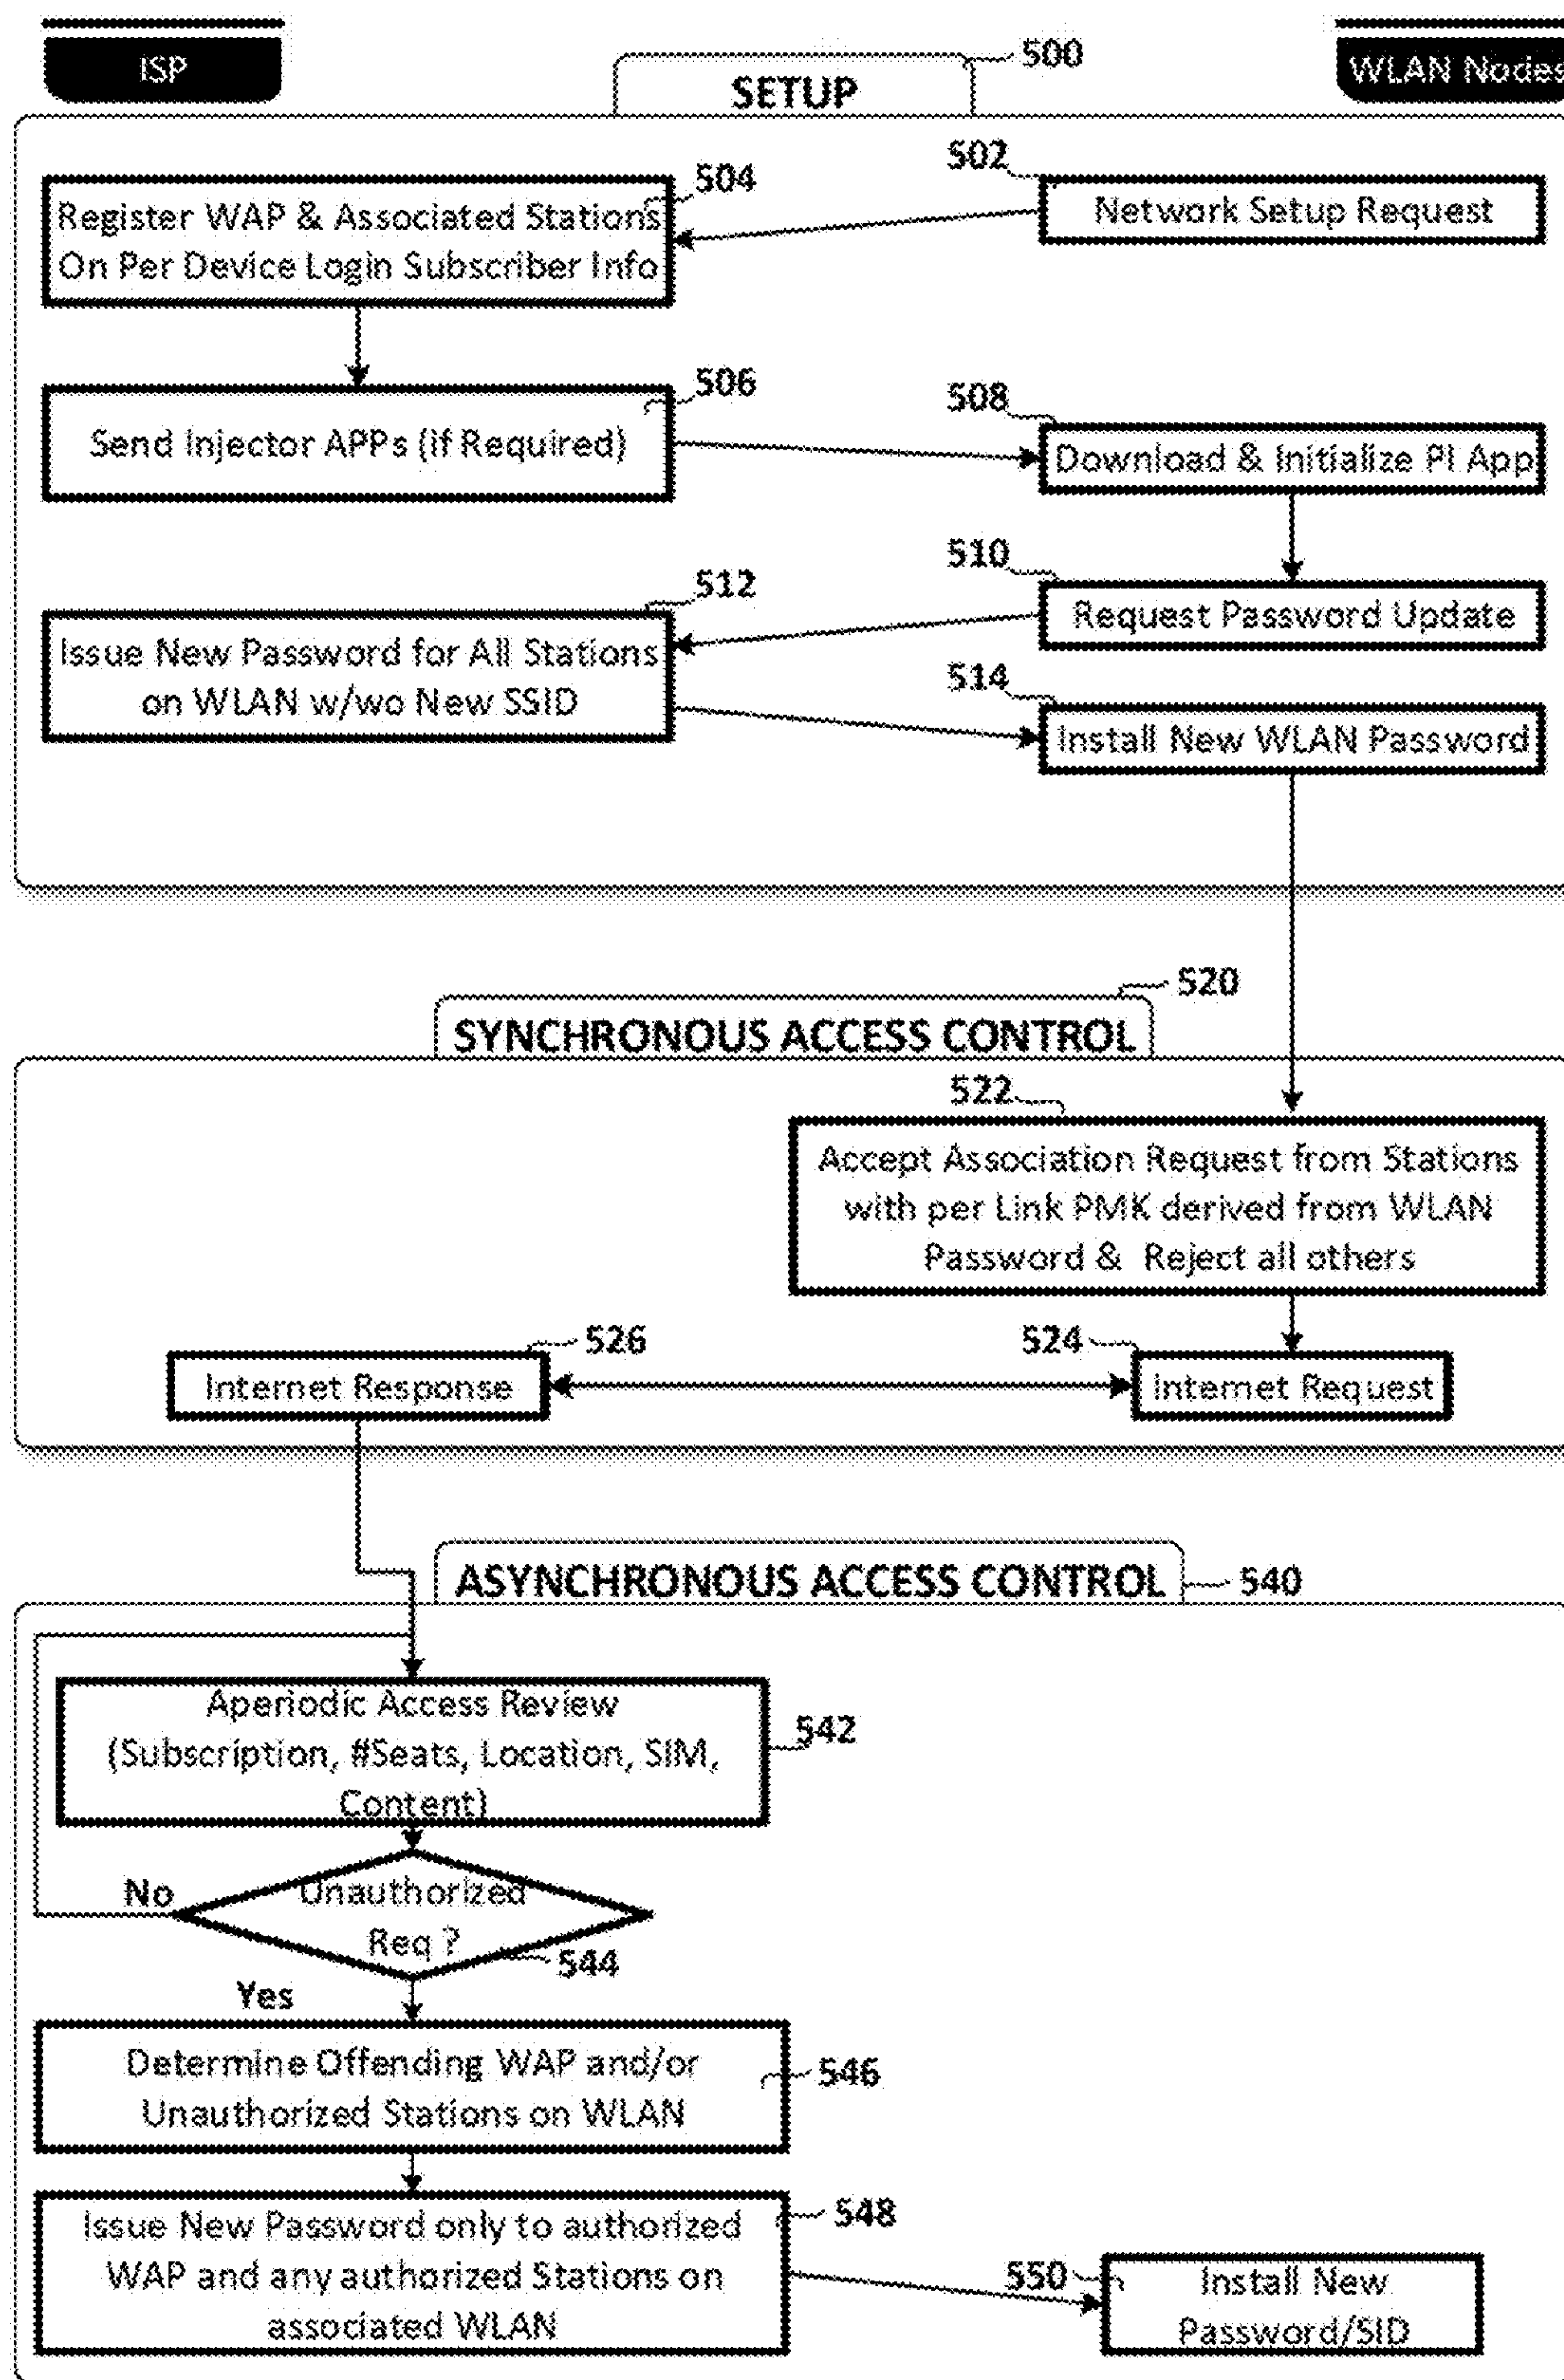 ISP
500
WLAN Nodes
SETUP
502
504
Register WAP & Associated Stations
On Per Device Login Subscriber Info
Network Setup Request
506
508
Send Injector APPs (if Required)
Download & Initialize PI App
510
512
Request Password Update
Issue New Password for All Stations
on WLAN w/wo New SSID
514
Install New WLAN Password
520
SYNCHRONOUS ACCESS CONTROL
522
Accept Association Request from Stations
with per Link PMK derived from WLAN
Password & Reject all others
526
524
Internet Response
Internet Request
ASYNCHRONOUS ACCESS CONTROL
540
Aperiodic Access Review
(Subscription, #Seats, Location, SIM,
Content)
542
No
Unauthorized
Req ?
544
Yes
Determine Offending WAP and/or
Unauthorized Stations on WLAN
546
548
Issue New Password only to authorized
WAP and any authorized Stations on
associated WLAN
550
Install New
Password/SID